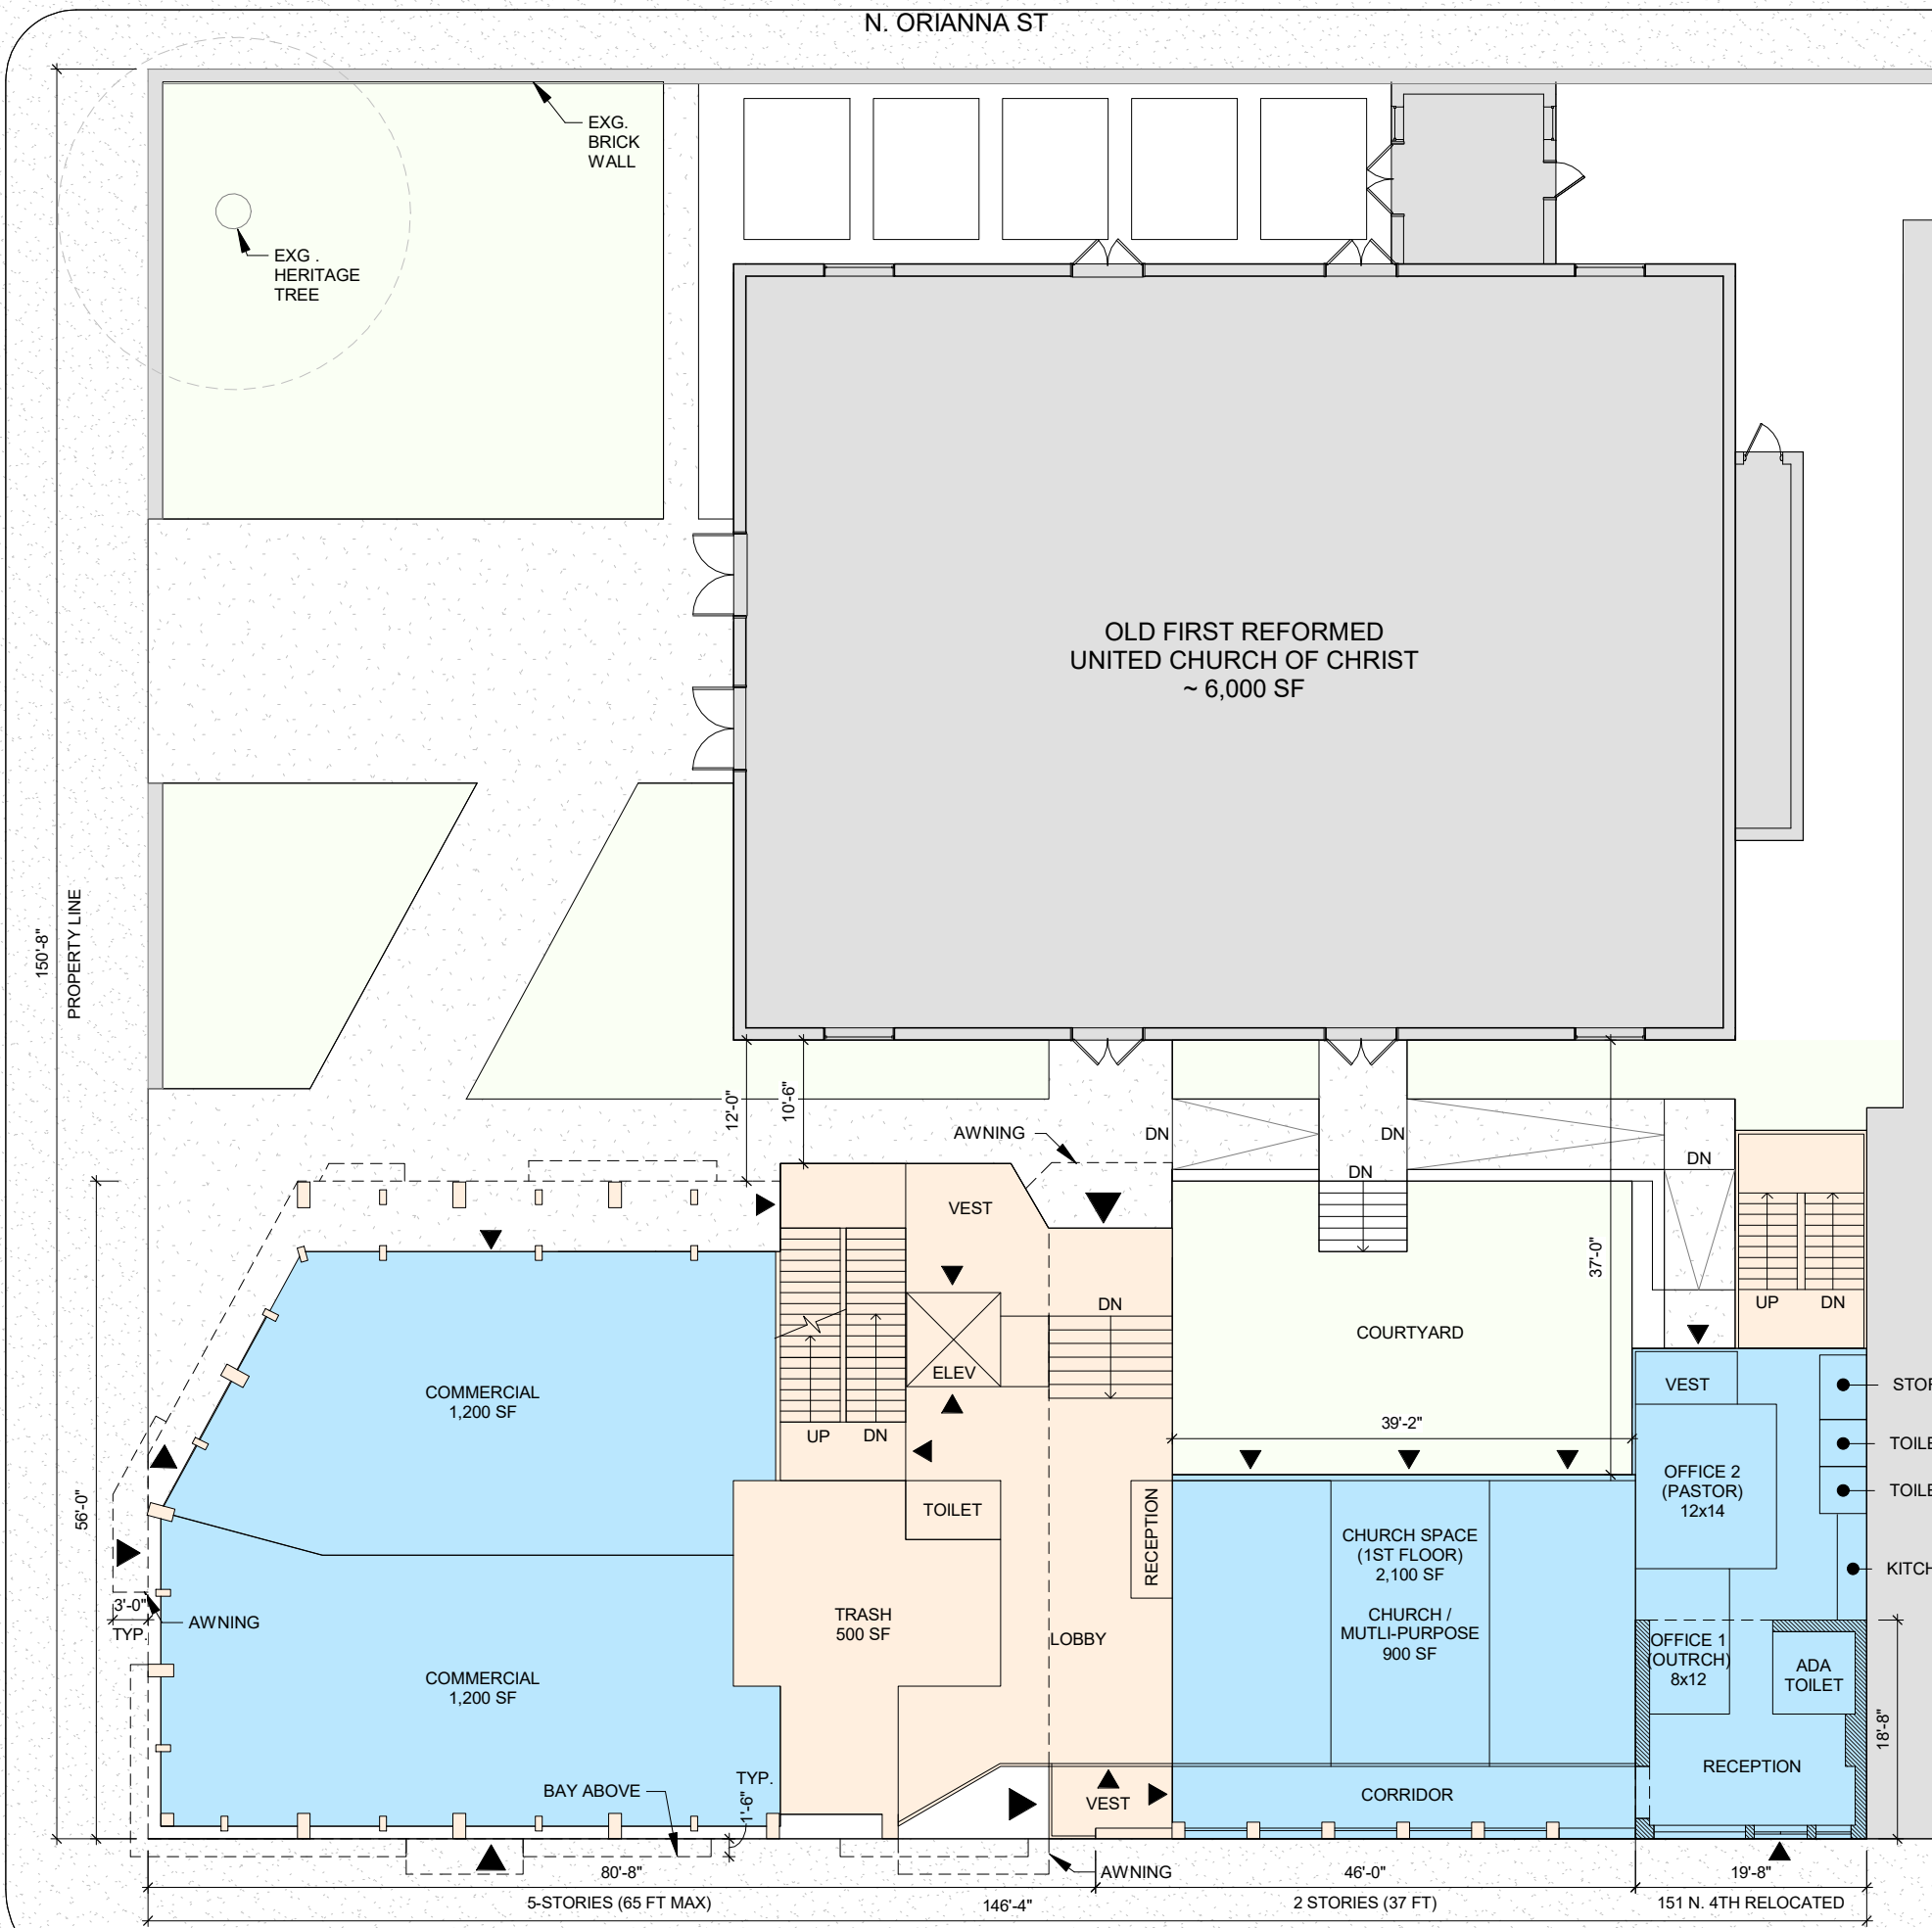 N. ORIANNA ST
EXG.
BRICK
WALL
EXG .
HERITAGE
TREE
OLD FIRST REFORMED
UNITED CHURCH OF CHRIST
~ 6,000 SF
150'-8"
PROPERTY LINE
12'-0"
10'-6"
AWNING
DN
DN
DN
DN
VEST
37'-0"
UP
DN
DN
COURTYARD
ELEV
COMMERCIAL
1,200 SF
UP
DN
39'-2"
VEST
STOR
TOILE
TOILE
KITCH
OFFICE 2
(PASTOR)
12x14
56'-0"
TOILET
RECEPTION
CHURCH SPACE
(1ST FLOOR)
2,100 SF
CHURCH /
MUTLI-PURPOSE
900 SF
3'-0"
TYP.
AWNING
TRASH
500 SF
LOBBY
OFFICE 1
(OUTRCH)
8x12
ADA
TOILET
18'-8"
COMMERCIAL
1,200 SF
RECEPTION
BAY ABOVE
TYP.
1'-6"
VEST
CORRIDOR
AWNING
80'-8"
46'-0"
19'-8"
5-STORIES (65 FT MAX)
146'-4"
2 STORIES (37 FT)
151 N. 4TH RELOCATED